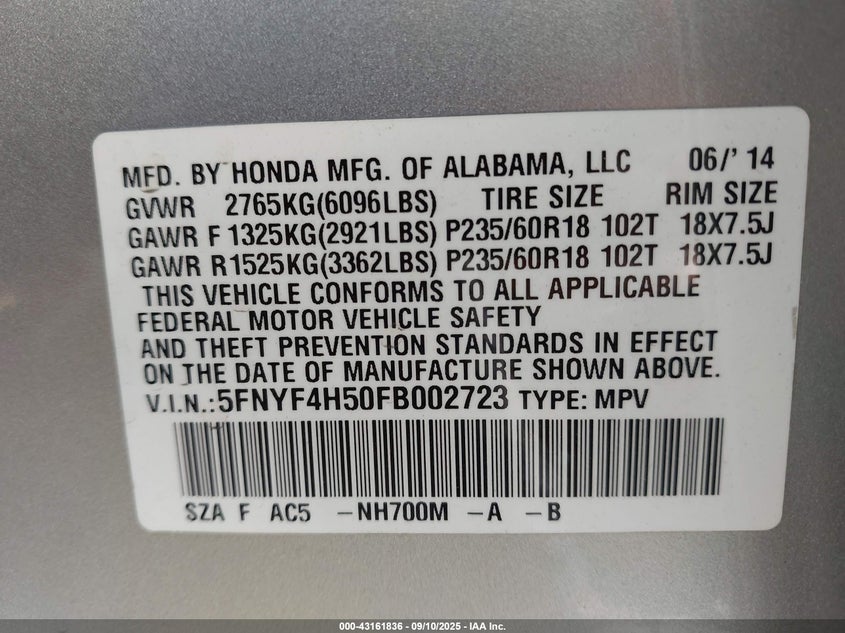 MFD. BY HONDA MFG. OF ALABAMA, LLC 06/' 14
GVWR 2765KG(6096LBS) TIRE SIZE RIM SIZE
GAWR F 1325KG(2921LBS) P235/60R18 102T 18X7.5J
GAWR R1525KG(3362LBS) P235/60R18 102T 18X7.5J
THIS VEHICLE CONFORMS TO ALL APPLICABLE
FEDERAL MOTOR VEHICLE SAFETY
AND THEFT PREVENTION STANDARDS IN EFFECT
ON THE DATE OF MANUFACTURE SHOWN ABOVE.
V.I.N.:5FNYF4H50FB002723 TYPE: MPV
SZA F AC5 -NH700M -A -B
000-43161836 - 09/10/2025 - IAA Inc.